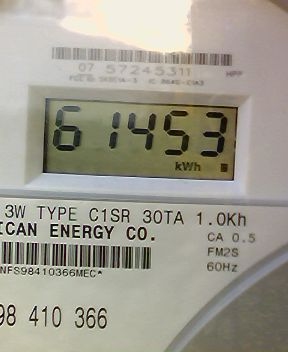 07 57245311 HPF
61453
kWh
3W TYPE C1SR 30TA 1.0Kh
ICAN ENERGY CO.
CA 0.5
FM2S
60Hz
NFS98410366MEC*
98 410 366